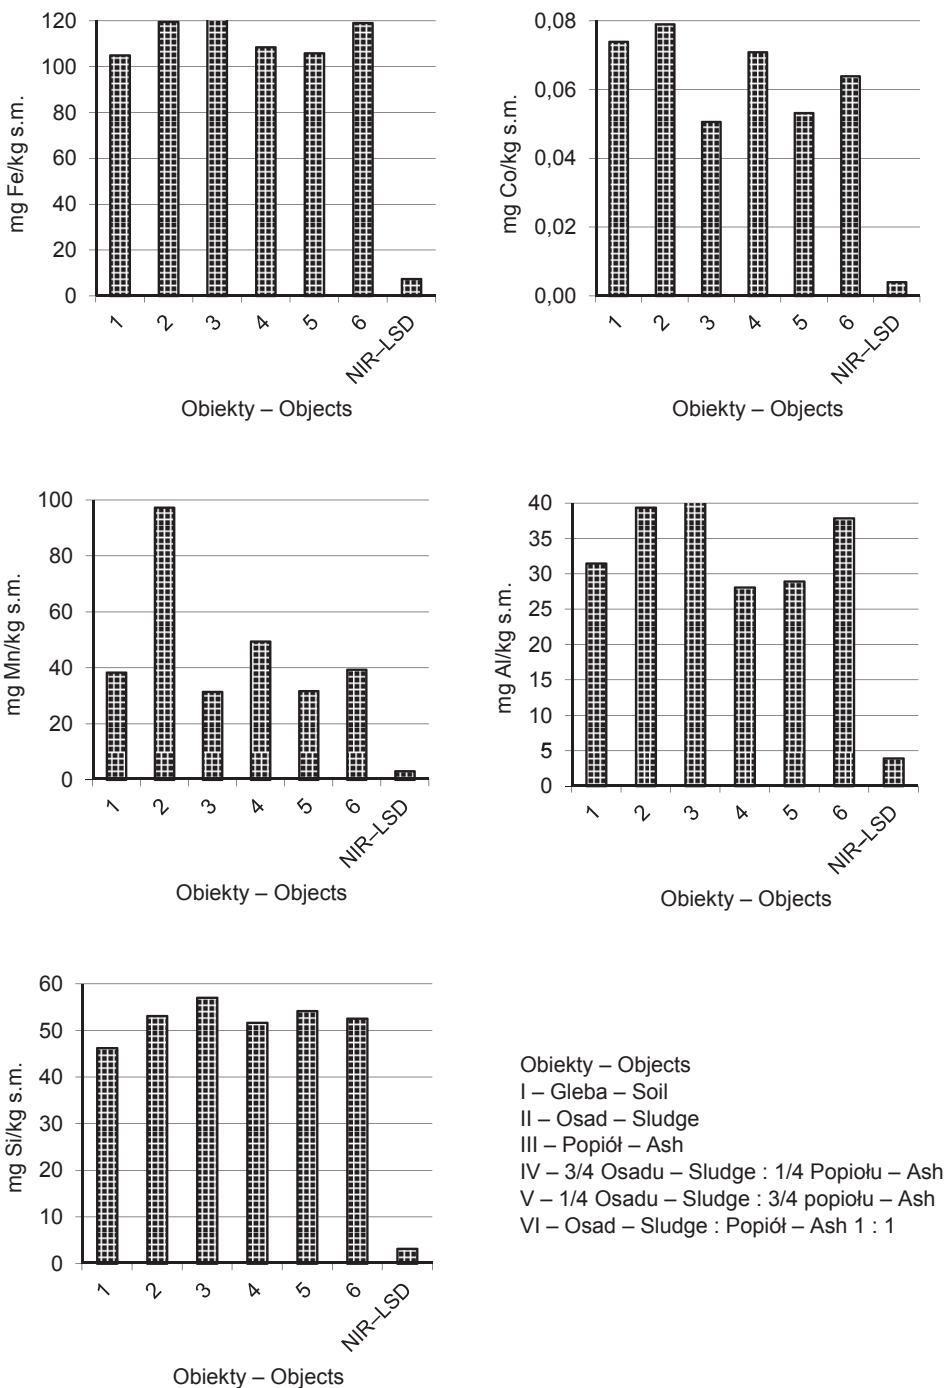 120
100
80
60
40
20
0
mg Fe/kg s.m.
1
2
3
4
5
6
NIR–LSD
Obiekty – Objects
0,08
0,06
0,04
0,02
0,00
mg Co/kg s.m.
1
2
3
4
5
6
NIR–LSD
Obiekty – Objects
100
80
60
40
20
0
mg Mn/kg s.m.
1
2
3
4
5
6
NIR–LSD
Obiekty – Objects
40
35
30
25
20
15
10
5
0
mg Al/kg s.m.
1
2
3
4
5
6
NIR–LSD
Obiekty – Objects
60
50
40
30
20
10
0
mg Si/kg s.m.
1
2
3
4
5
6
NIR–LSD
Obiekty – Objects
Obiekty – Objects
I – Gleba – Soil
II – Osad – Sludge
III – Popiół – Ash
IV – 3/4 Osadu – Sludge : 1/4 Popiołu – Ash
V – 1/4 Osadu – Sludge : 3/4 popiołu – Ash
VI – Osad – Sludge : Popiół – Ash 1 : 1